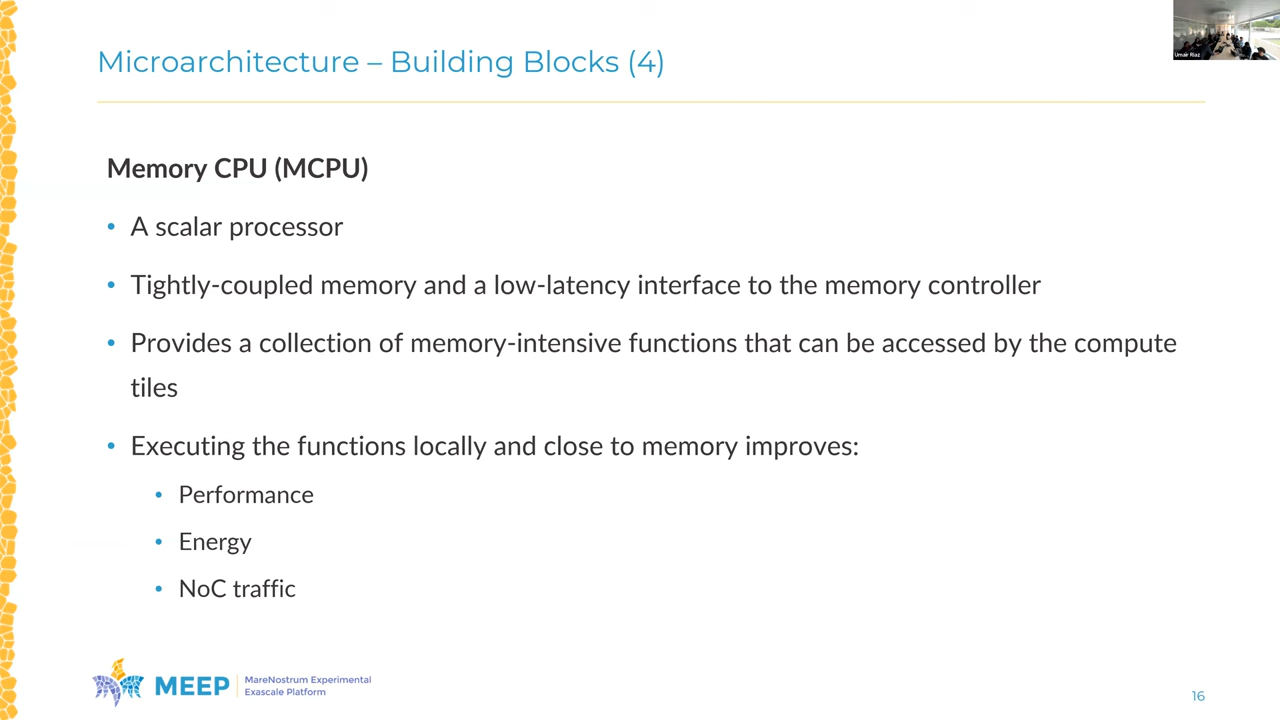 Microarchitecture – Building Blocks (4)
Umair Riaz
Memory CPU (MCPU)
• A scalar processor
• Tightly-coupled memory and a low-latency interface to the memory controller
• Provides a collection of memory-intensive functions that can be accessed by the compute
tiles
• Executing the functions locally and close to memory improves:
• Performance
• Energy
• NoC traffic
MEEP
MareNostrum Experimental
Exascale Platform
16